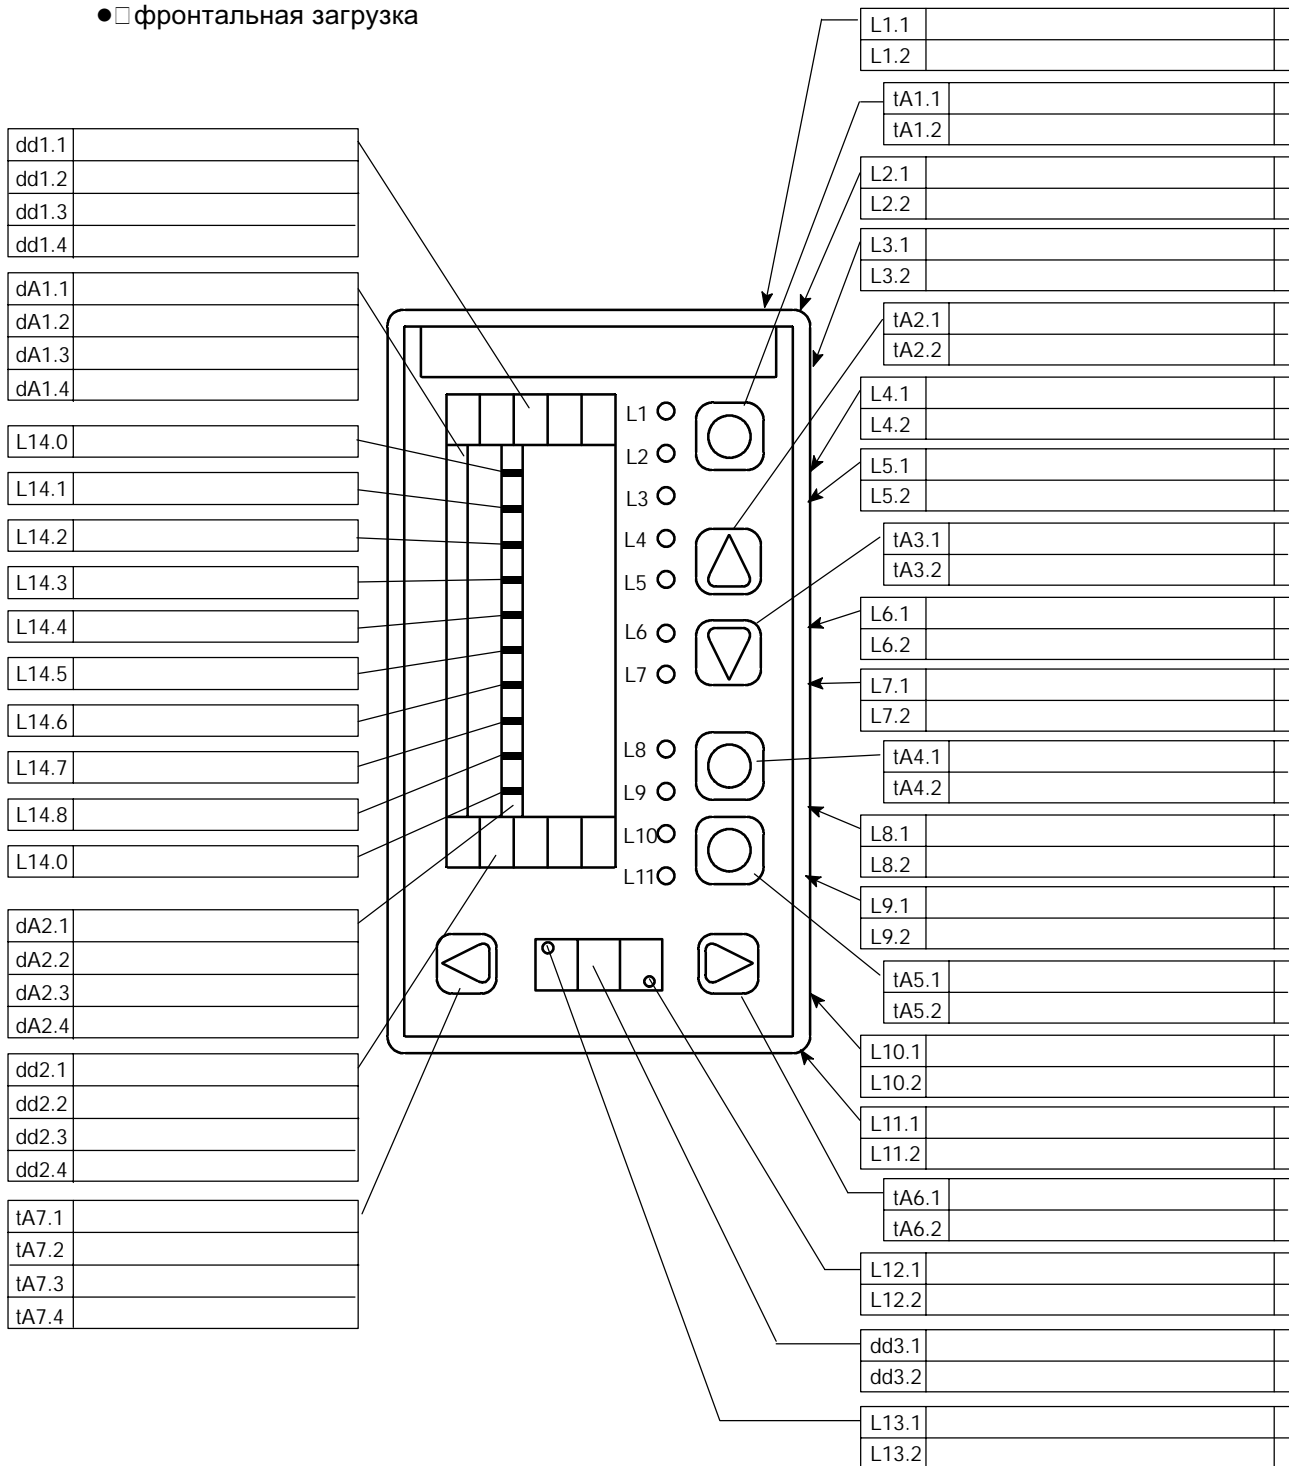 ●□фронтальная загрузка
dd1.1
dd1.2
dd1.3
dd1.4
dA1.1
dA1.2
dA1.3
dA1.4
L14.0
L14.1
L14.2
L14.3
L14.4
L14.5
L14.6
L14.7
L14.8
L14.0
dA2.1
dA2.2
dA2.3
dA2.4
dd2.1
dd2.2
dd2.3
dd2.4
tA7.1
tA7.2
tA7.3
tA7.4
L1
L2
L3
L4
L5
L6
L7
L8
L9
L10
L11
L1.1
L1.2
tA1.1
tA1.2
L2.1
L2.2
L3.1
L3.2
tA2.1
tA2.2
L4.1
L4.2
L5.1
L5.2
tA3.1
tA3.2
L6.1
L6.2
L7.1
L7.2
tA4.1
tA4.2
L8.1
L8.2
L9.1
L9.2
tA5.1
tA5.2
L10.1
L10.2
L11.1
L11.2
tA6.1
tA6.2
L12.1
L12.2
dd3.1
dd3.2
L13.1
L13.2